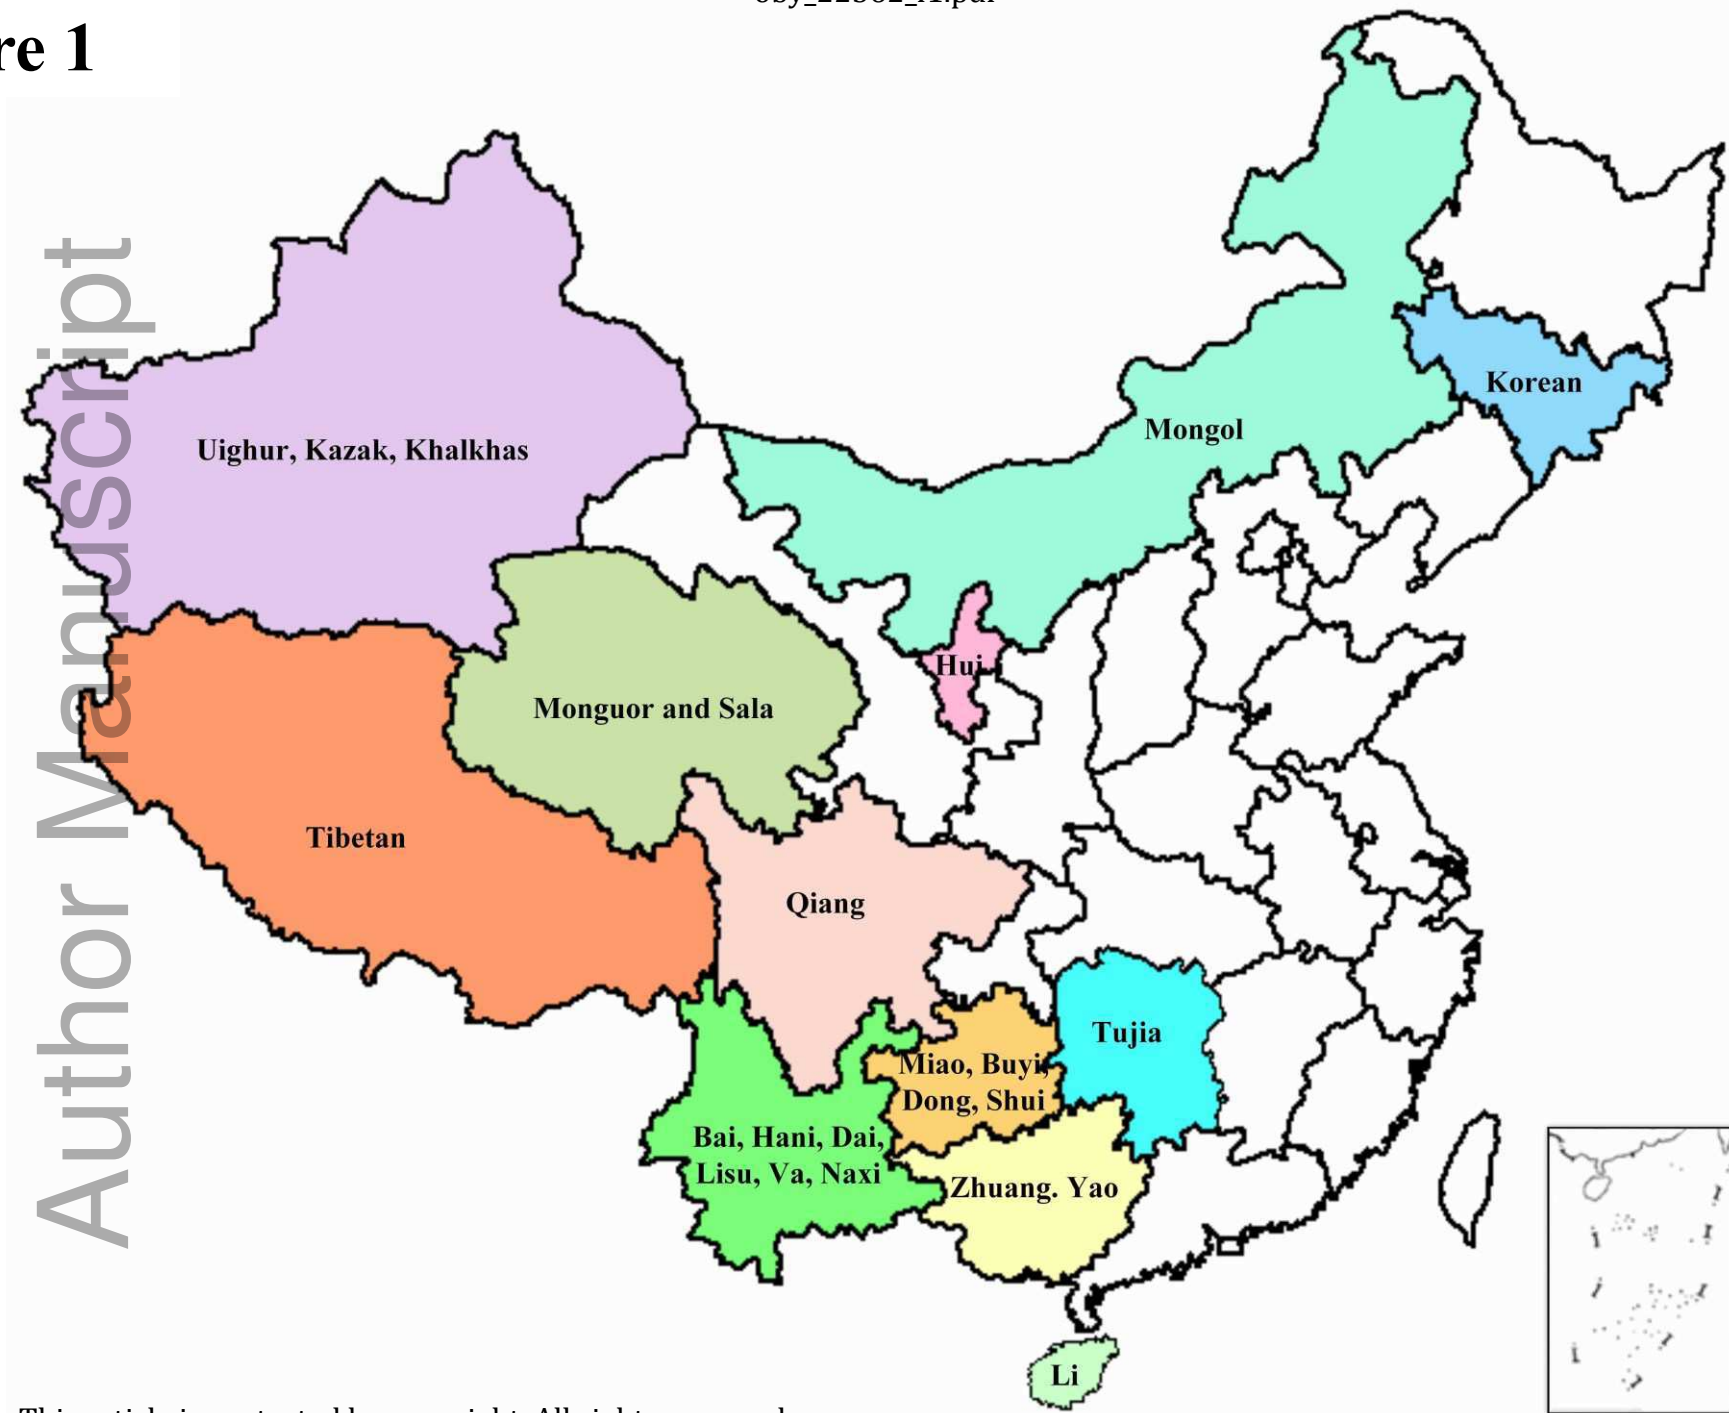 re 1
Author Manuscript
Korean
Mongol
Uighur, Kazak, Khalkhas
Hui
Monguor and Sala
Tibetan
Qiang
Tujia
Miao, Buyi,
Dong, Shui
Bai, Hani, Dai,
Lisu, Va, Naxi
Zhuang. Yao
Li